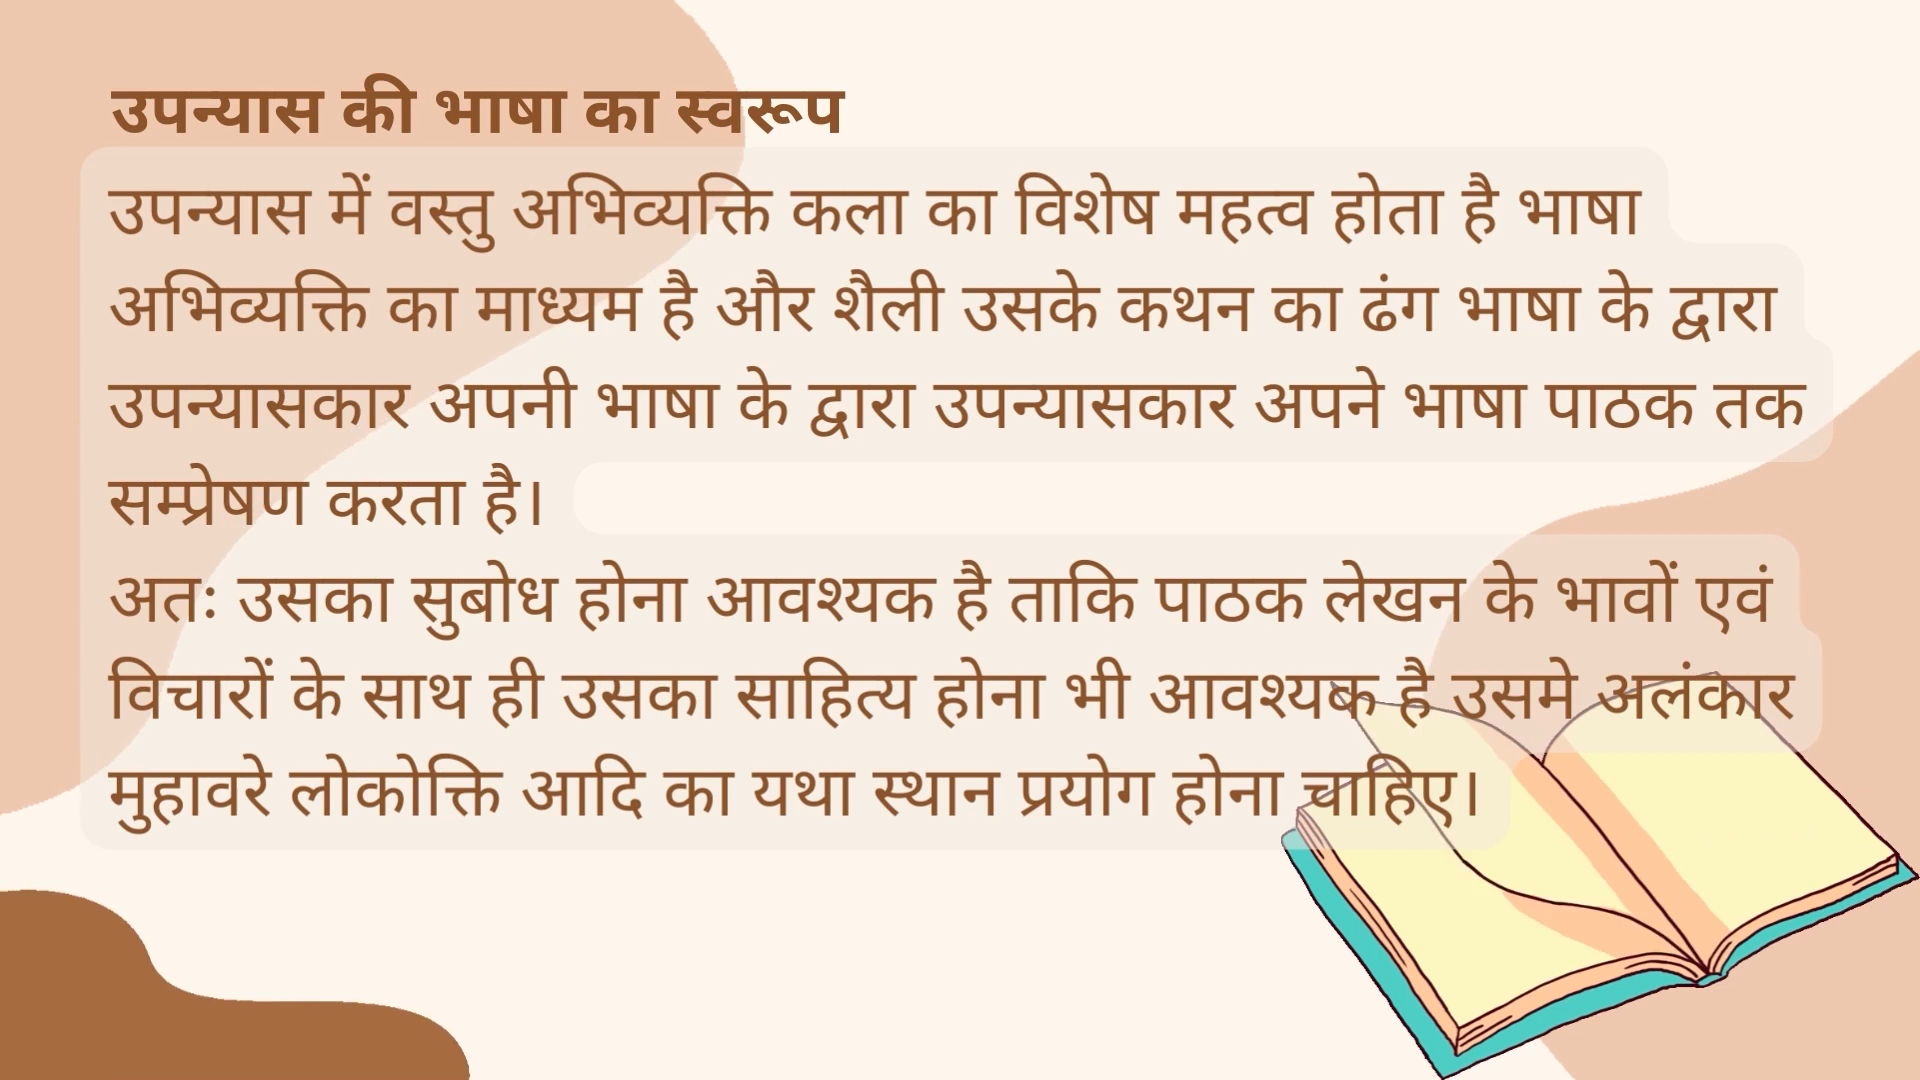 उपन्यास की भाषा का स्वरूप
उपन्यास में वस्तु अभिव्यक्ति कला का विशेष महत्व होता है भाषा
अभिव्यक्ति का माध्यम है और शैली उसके कथन का ढंग भाषा के द्वारा
उपन्यासकार अपनी भाषा के द्वारा उपन्यासकार अपने भाषा पाठक तक
सम्प्रेषण करता है।
अतः उसका सुबोध होना आवश्यक है ताकि पाठक लेखन के भावों एवं
विचारों के साथ ही उसका साहित्य होना भी आवश्यक है उसमे अलंकार
मुहावरे लोकोक्ति आदि का यथा स्थान प्रयोग होना चाहिए।